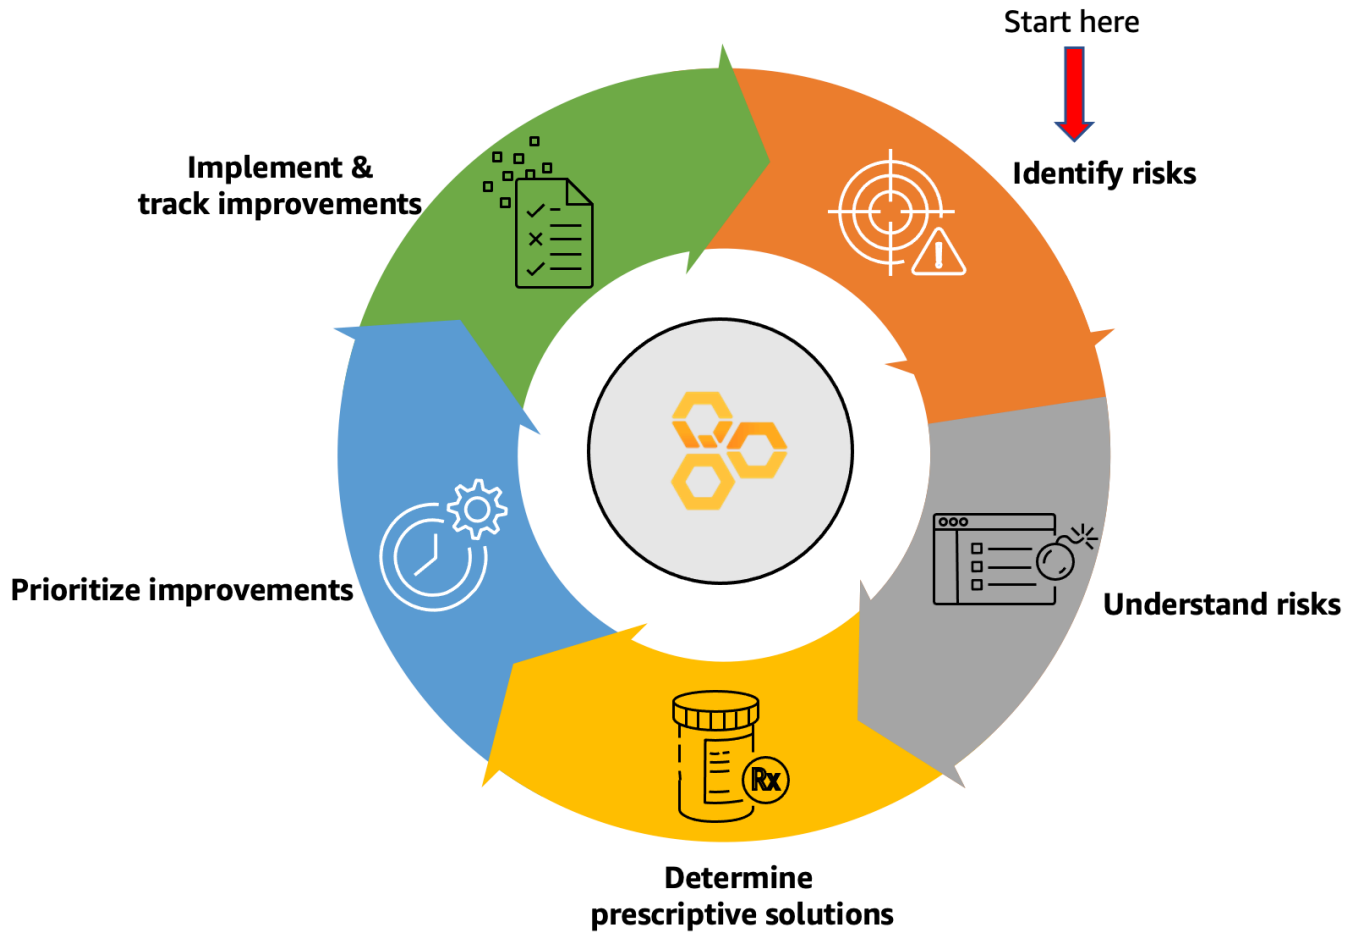 Start here
Identify risks
Implement &
track improvements
Prioritize improvements
Understand risks
Rx
Determine
prescriptive solutions